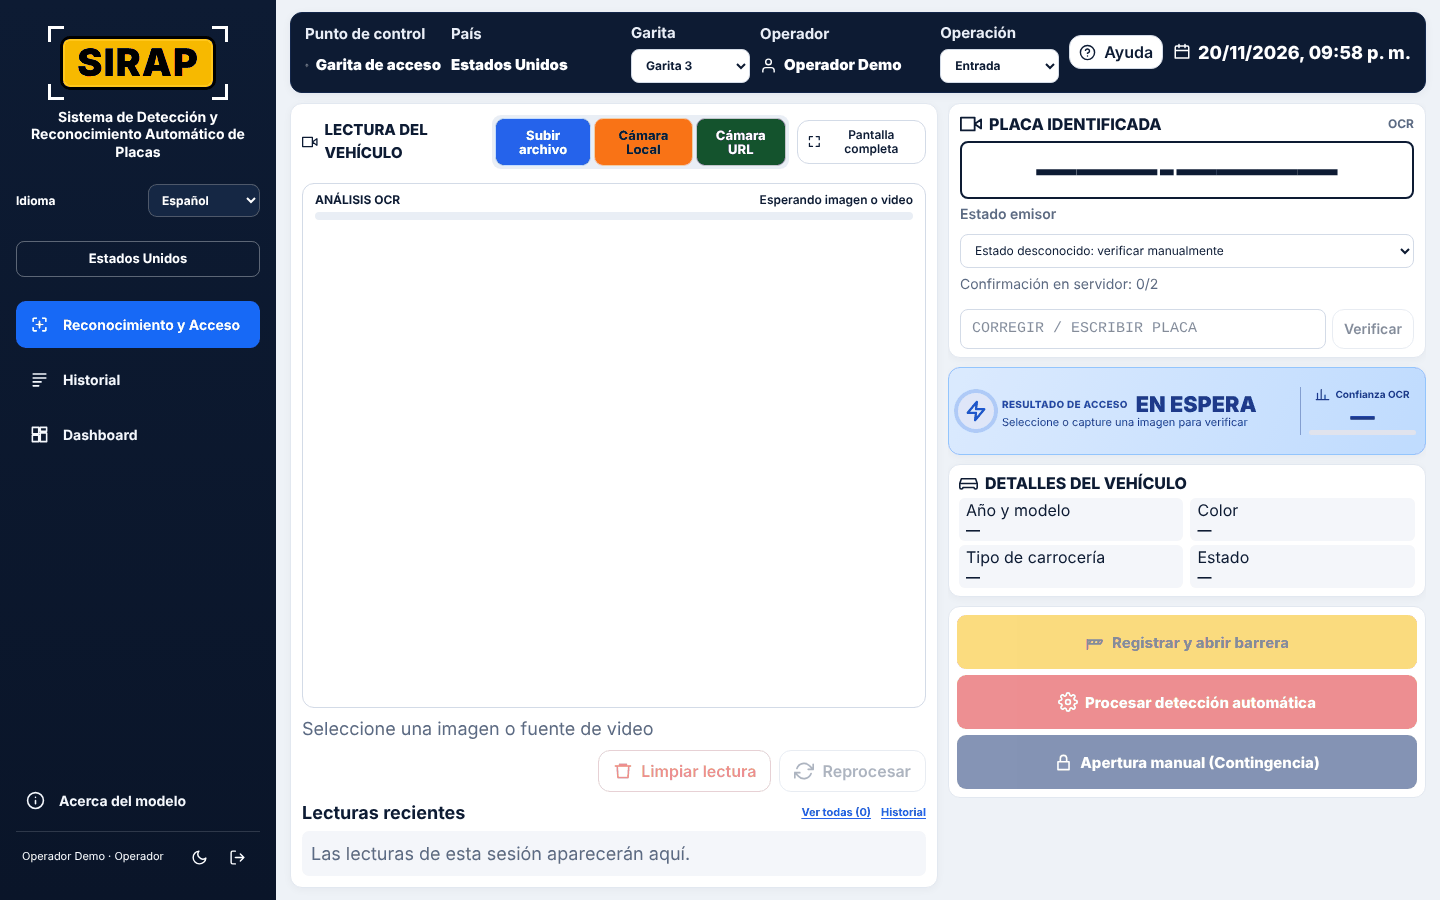 SIRAP
Sistema de Detección y
Reconocimiento Automático de
Placas
Idioma
Español
Estados Unidos
Reconocimiento y Acceso
Historial
Dashboard
Acerca del modelo
Operador Demo · Operador
Punto de control
Garita de acceso
País
Estados Unidos
Garita
Garita 3
Operador
Operador Demo
Operación
Entrada
Ayuda
20/11/2026, 09:58 p. m.
LECTURA DEL
VEHÍCULO
Subir
archivo
Cámara
Local
Cámara
URL
Pantalla
completa
ANÁLISIS OCR
Esperando imagen o video
Seleccione una imagen o fuente de video
Limpiar lectura
Reprocesar
Lecturas recientes
Ver todas (0)
Historial
Las lecturas de esta sesión aparecerán aquí.
PLACA IDENTIFICADA
OCR
Estado emisor
Estado desconocido: verificar manualmente
Confirmación en servidor: 0/2
CORREGIR / ESCRIBIR PLACA
Verificar
RESULTADO DE ACCESO EN ESPERA
Seleccione o capture una imagen para verificar
Confianza OCR
—
DETALLES DEL VEHÍCULO
Año y modelo
—
Color
—
Tipo de carrocería
—
Estado
—
Registrar y abrir barrera
Procesar detección automática
Apertura manual (Contingencia)